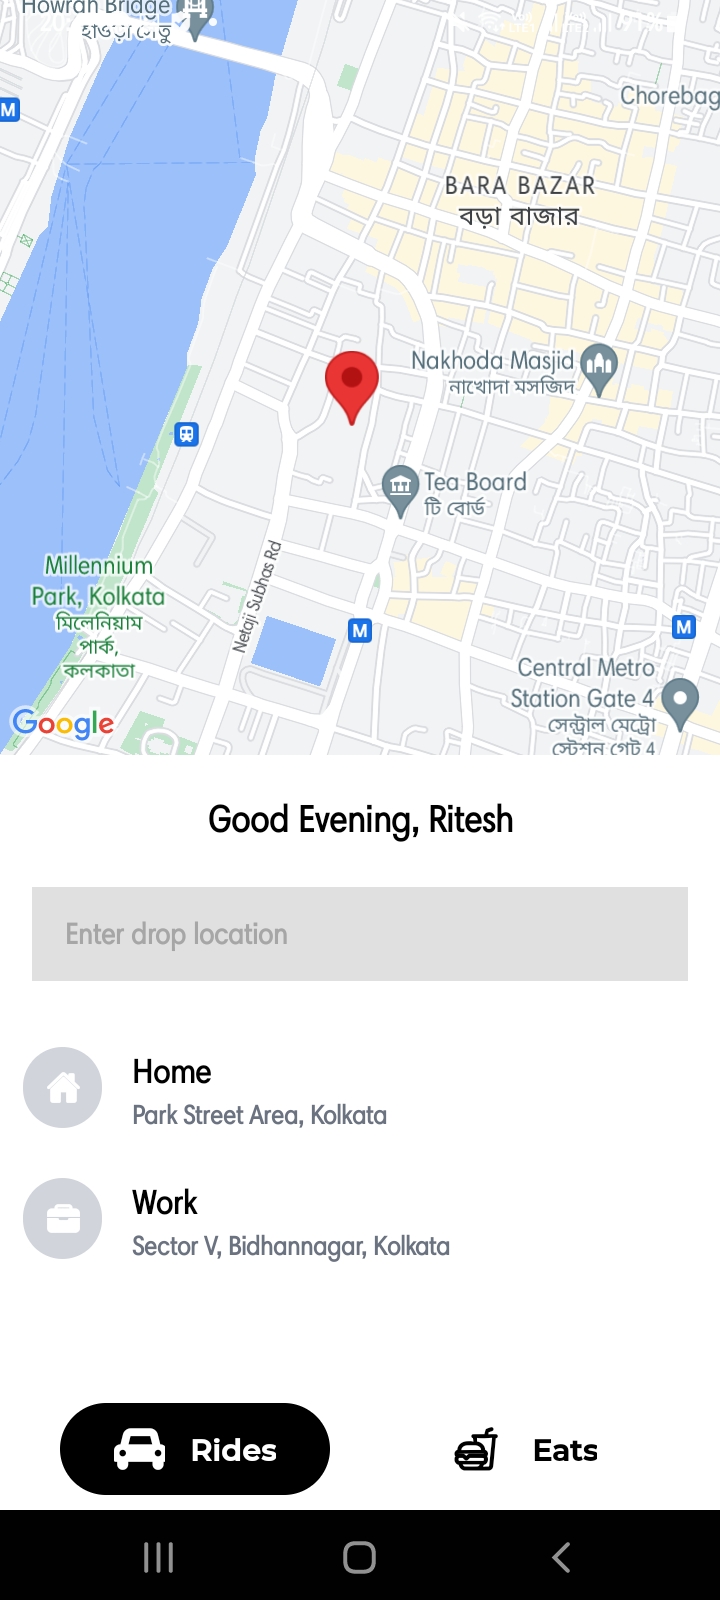 Howrah Bridge
হাওড়া সেতু
91%
M
Chorebag
BARA BAZAR
বড়া বাজার
Nakhoda Masjid
নাখোদা মসজিদ
Tea Board
টি বোর্ড
Netaji Subhas Rd
Millennium
Park, Kolkata
মিলেনিয়াম
পার্ক,
কলকাতা
M
M
Central Metro
Station Gate 4
সেন্ট্রাল মেট্রো
স্টেশন গেট 4
Google
Good Evening, Ritesh
Enter drop location
Home
Park Street Area, Kolkata
Work
Sector V, Bidhannagar, Kolkata
Rides
Eats